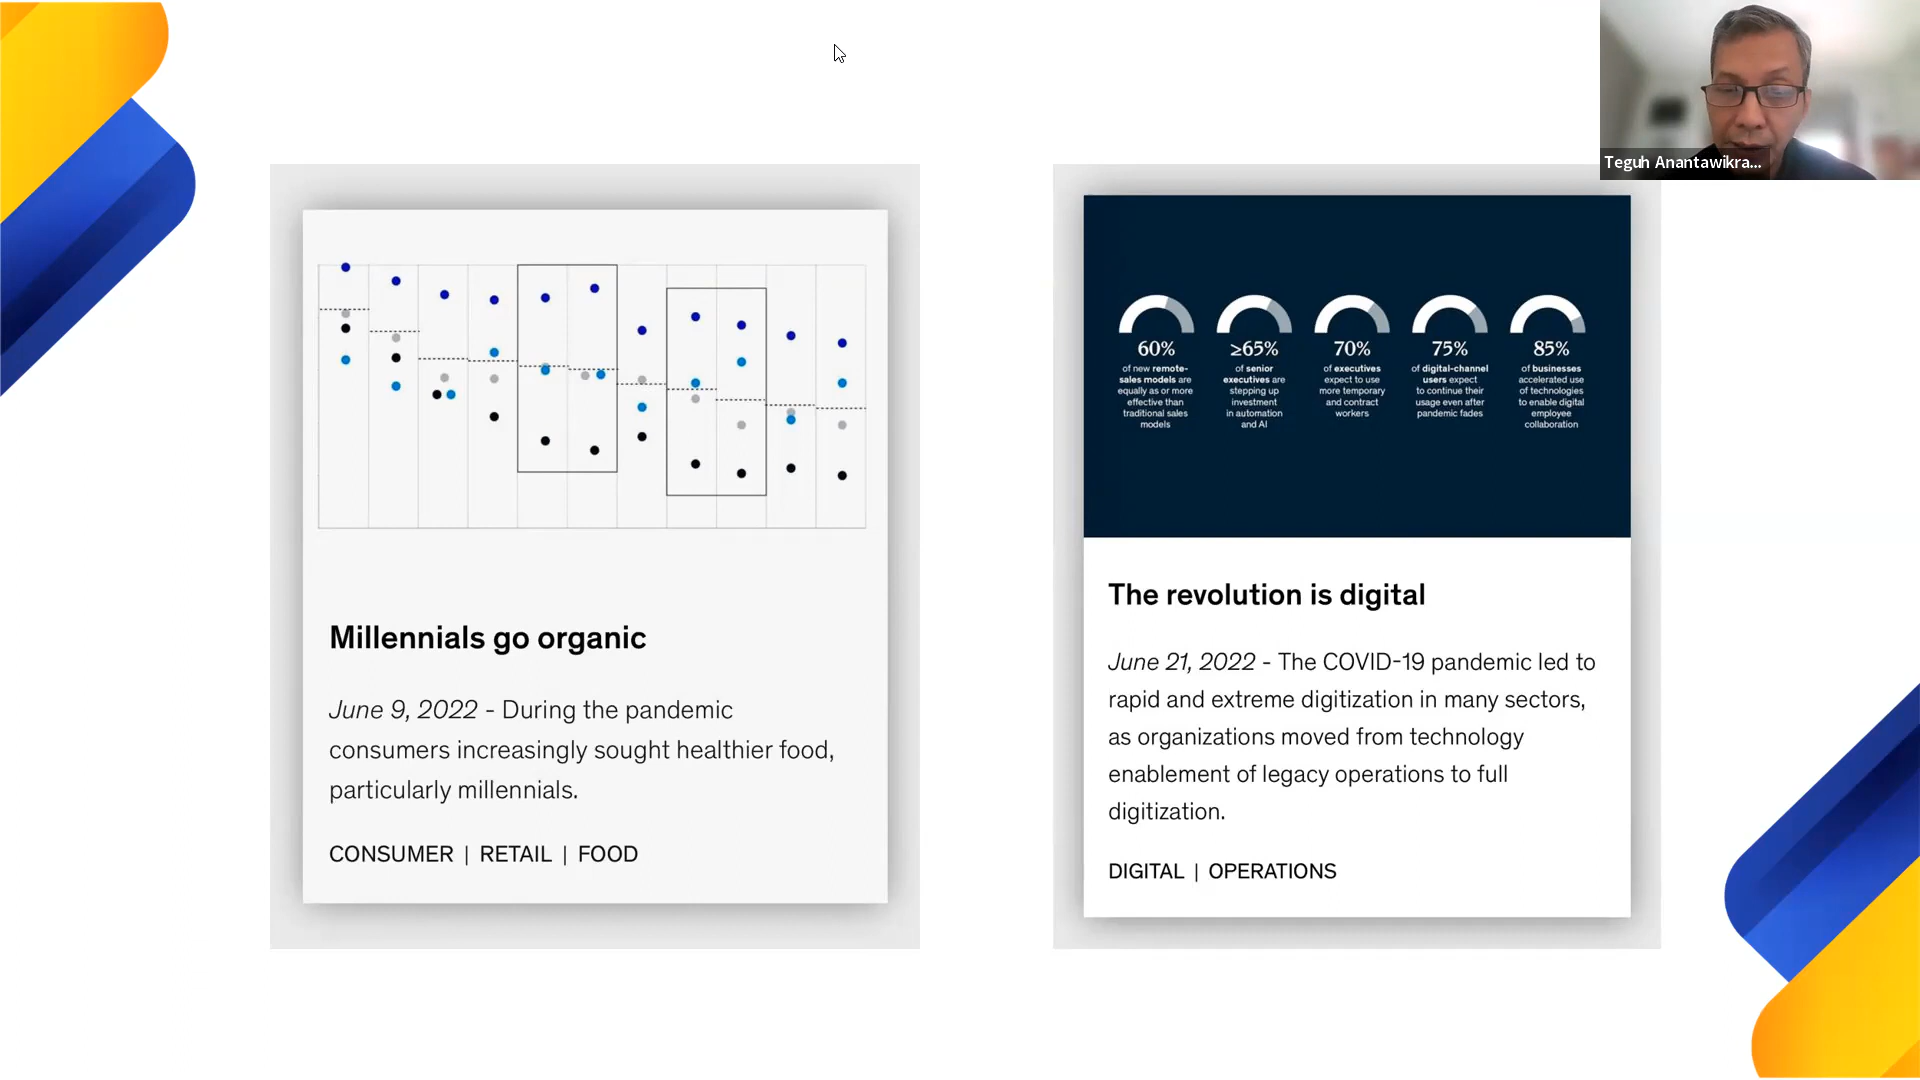 Teguh Anantawikra...
Millennials go organic
June 9, 2022 - During the pandemic
consumers increasingly sought healthier food,
particularly millennials.
CONSUMER | RETAIL | FOOD
60%
of new remote-
sales models are
equally as or more
effective than
traditional sales
models
≥65%
of senior
executives are
stepping up
investment
in automation
and AI
70%
of executives
expect to use
more temporary
and contract
workers
75%
of digital-channel
users expect
to continue their
usage even after
pandemic fades
85%
of businesses
accelerated use
of technologies
to enable digital
employee
collaboration
The revolution is digital
June 21, 2022 - The COVID-19 pandemic led to
rapid and extreme digitization in many sectors,
as organizations moved from technology
enablement of legacy operations to full
digitization.
DIGITAL | OPERATIONS